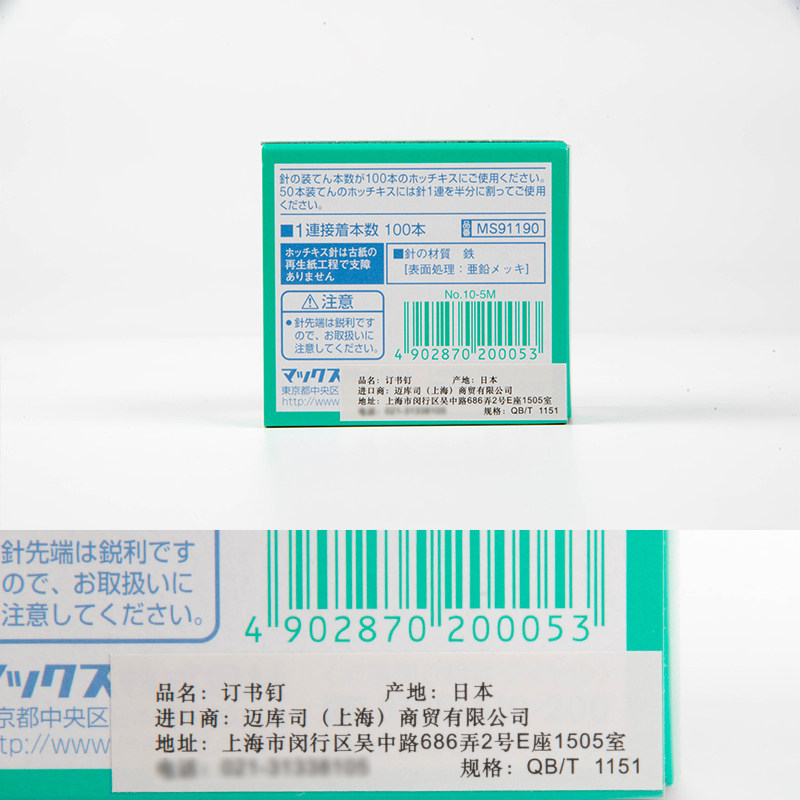 針の装てん本数が100本のホッチキスにご使用ください。
50本装てんのホッチキスには針1連を半分に割ってご使用
ください。
■1連接着本数 100本
品番 MS91190
ホッチキス針は古紙の
再生紙工程で支障
ありません
■針の材質 鉄
[表面処理:亜鉛メッキ]
⚠注意
●針先端は鋭利です
ので、お取扱いに
注意してください。
No.10-5M
4 902870 200053
マックス
東京都中央区
http://www
品名:订书钉 产地:日本
进口商:迈库司(上海)商贸有限公司
地址:上海市闵行区吴中路686弄2号E座1505室
规格:QB/T 1151
針先端は鋭利です
ので、お取扱いに
注意してください。
4 902870 200053
マックス
京都中央区
tp://www
品名:订书钉 产地:日本
进口商:迈库司(上海)商贸有限公司
地址:上海市闵行区吴中路686弄2号E座1505室
规格:QB/T 1151